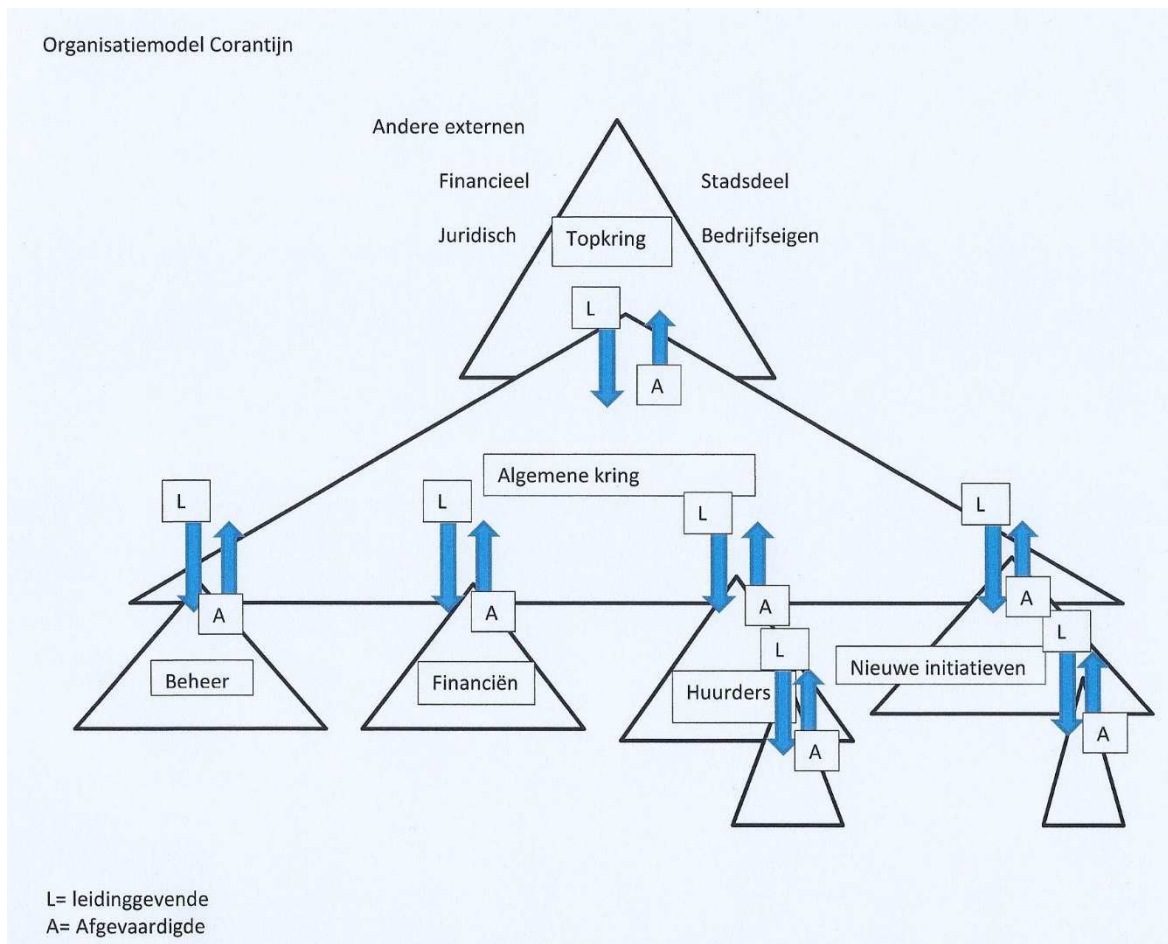 Organisatiemodel Corantijn
Andere externen
Financieel
Stadsdeel
Juridisch
Topkring
Bedrijfseigen
L
A
Algemene kring
L
L
L
L
A
A
A
A
L
L
Beheer
Financiën
Huurders
Nieuwe initiatieven
A
A
L= leidinggevende
A= Afgevaardigde